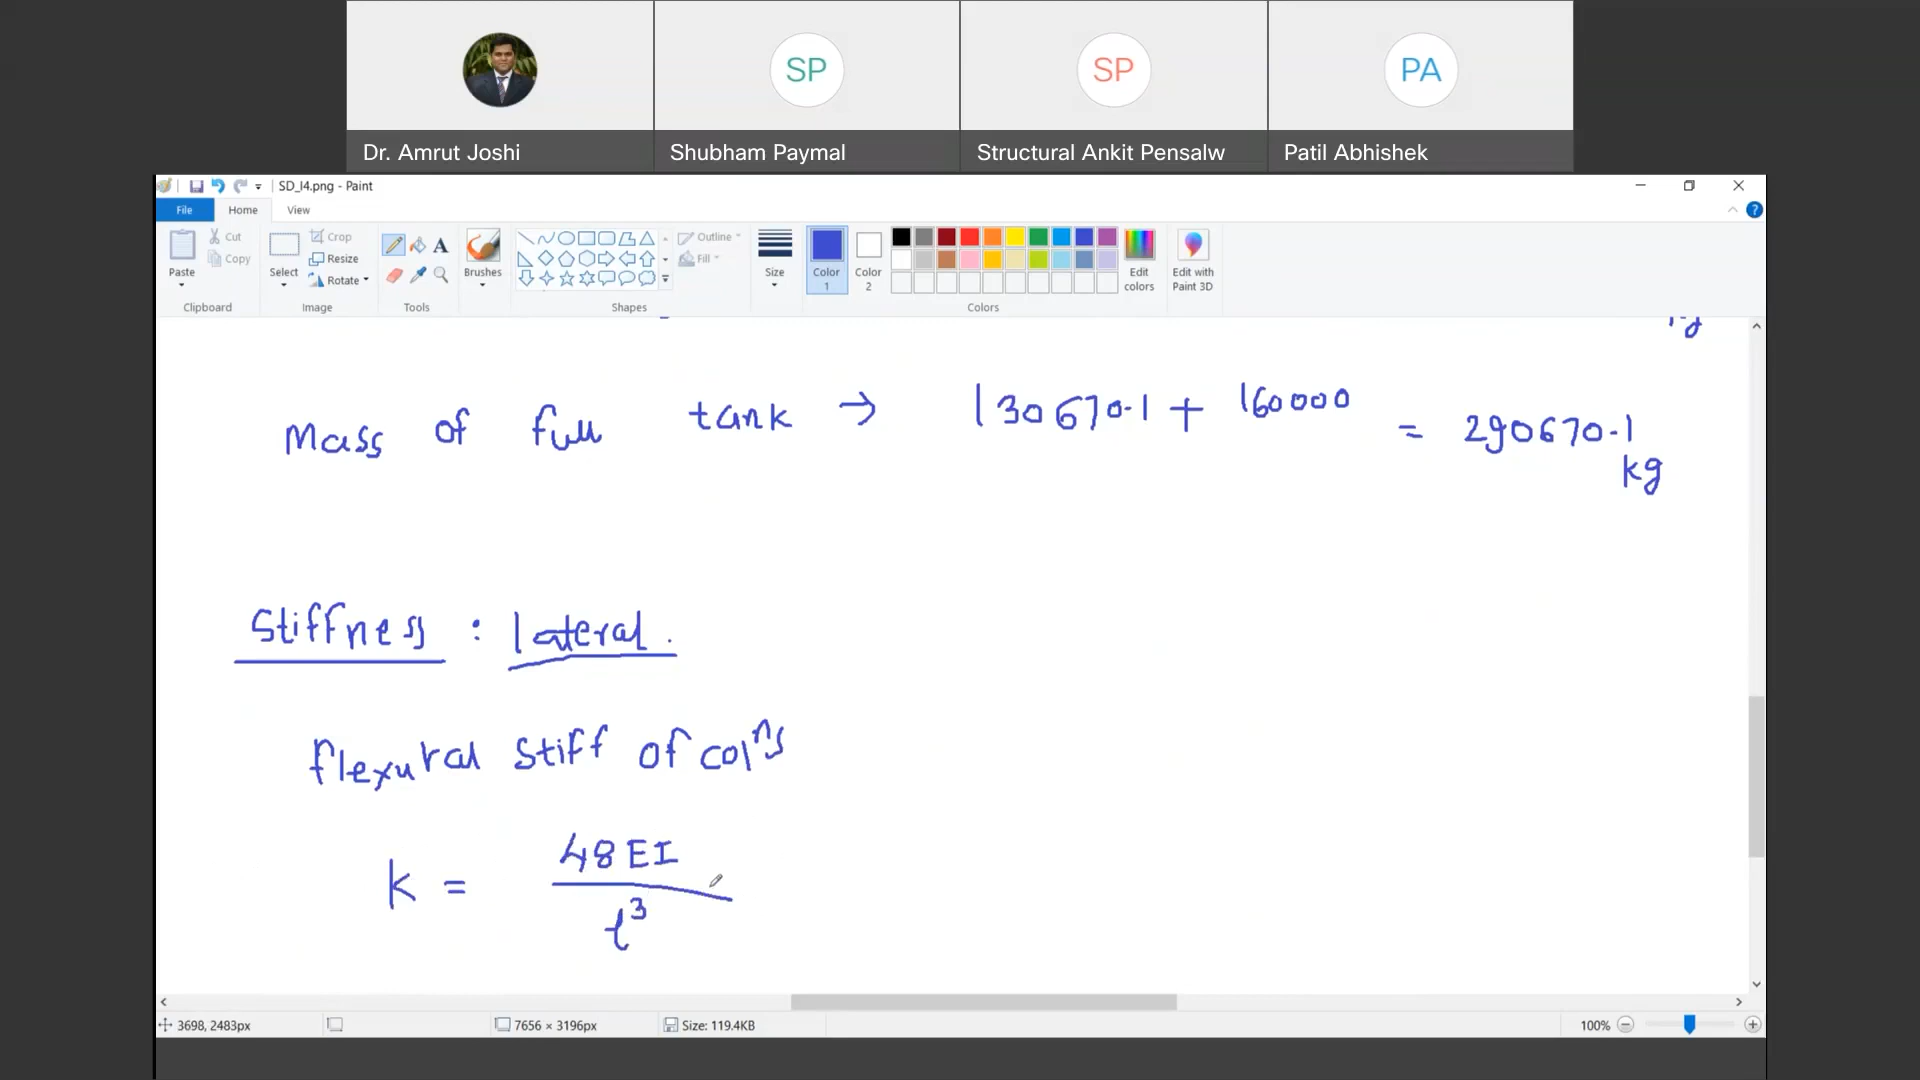 SP SP PA
Dr. Amrut Joshi Shubham Paymal Structural Ankit Pensalw Patil Abhishek
SD_l4.png - Paint
File Home View
Paste Cut Copy Select Crop Resize Rotate A Brushes Outline Fill Size Color 1 Color 2 Edit colors Edit with Paint 3D
Clipboard Image Tools Shapes Colors
kg
Mass of full tank → 130670.1 + 160000 = 290670.1 kg
Stiffness : lateral.
flexural stiff of colⁿs
k = 48EI / l³
3698, 2483px 7656 × 3196px Size: 119.4KB 100%